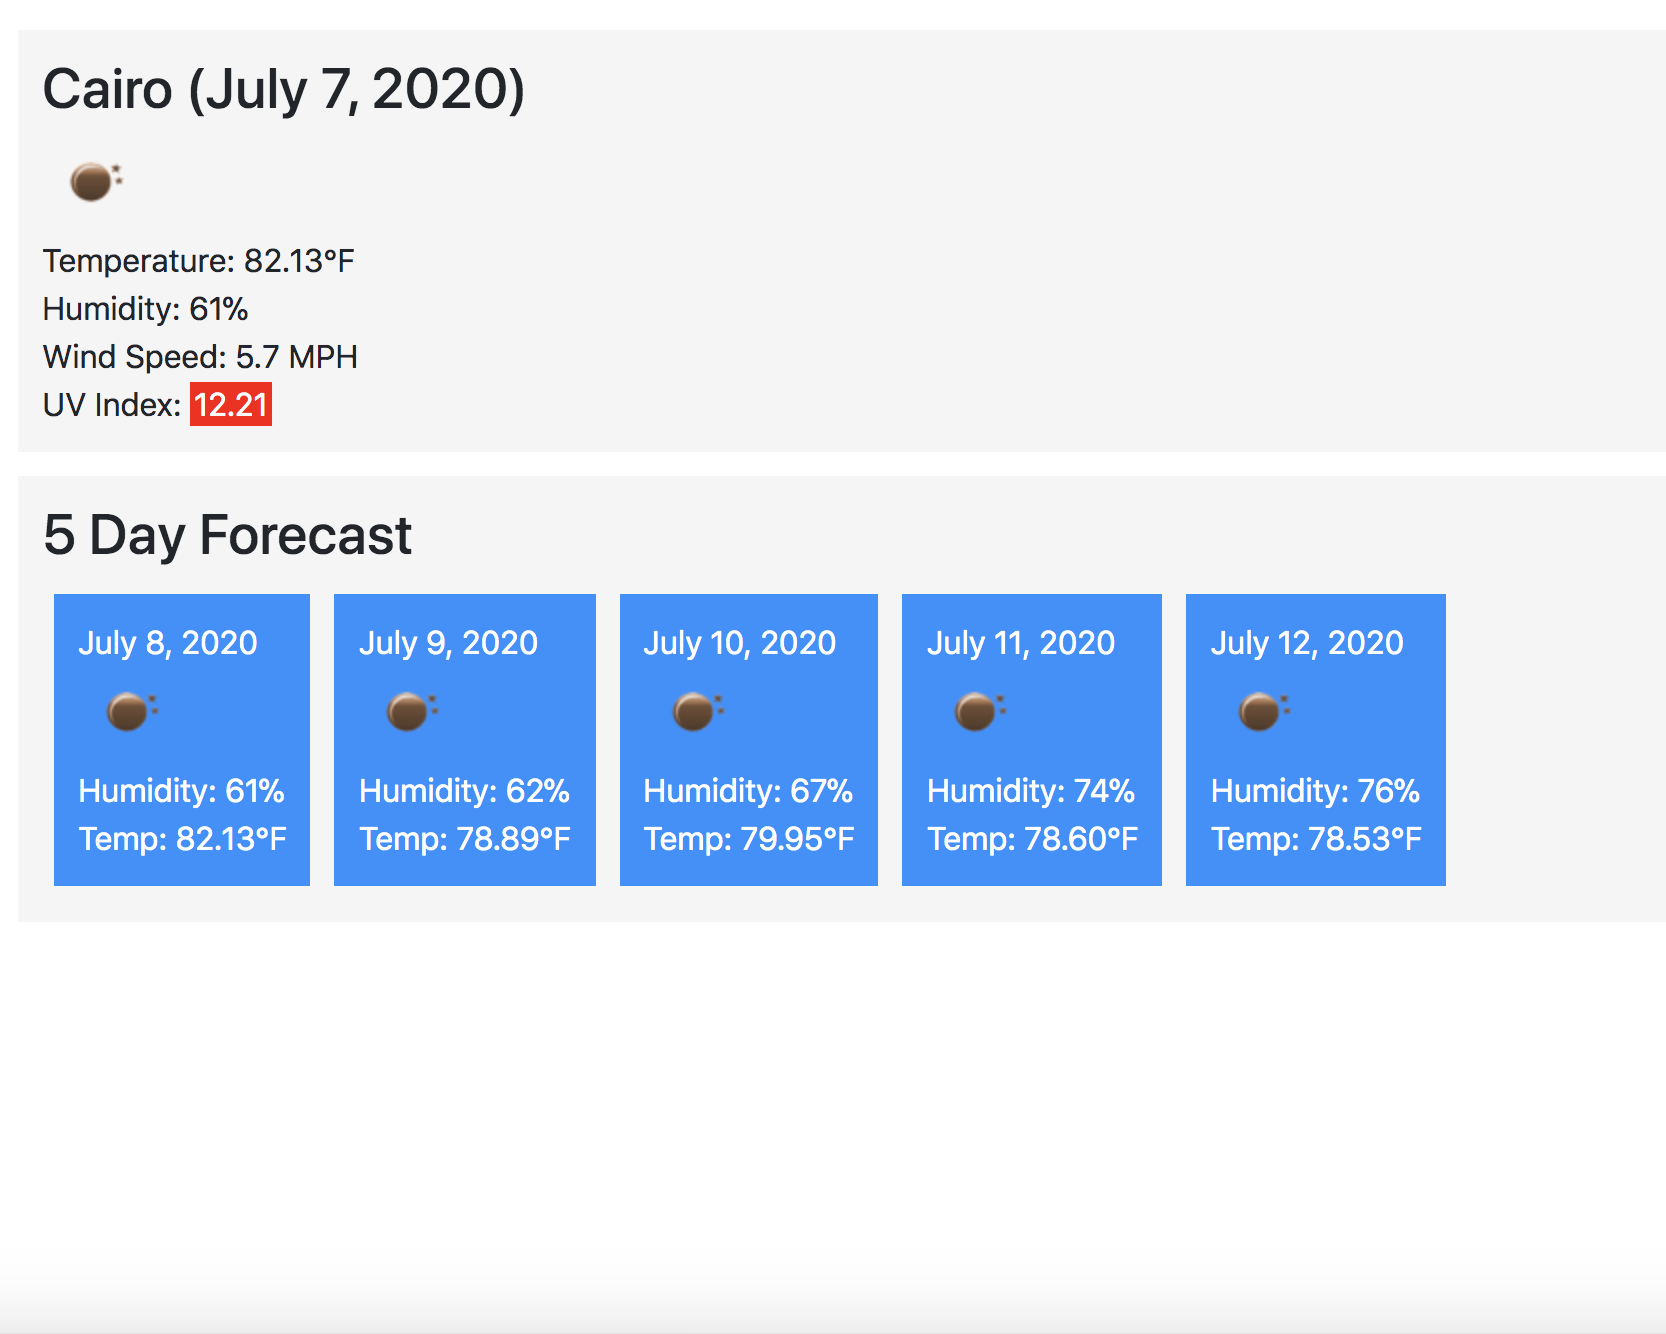 Cairo (July 7, 2020)
Temperature: 82.13°F
Humidity: 61%
Wind Speed: 5.7 MPH
UV Index: 12.21
5 Day Forecast
July 8, 2020
Humidity: 61%
Temp: 82.13°F
July 9, 2020
Humidity: 62%
Temp: 78.89°F
July 10, 2020
Humidity: 67%
Temp: 79.95°F
July 11, 2020
Humidity: 74%
Temp: 78.60°F
July 12, 2020
Humidity: 76%
Temp: 78.53°F